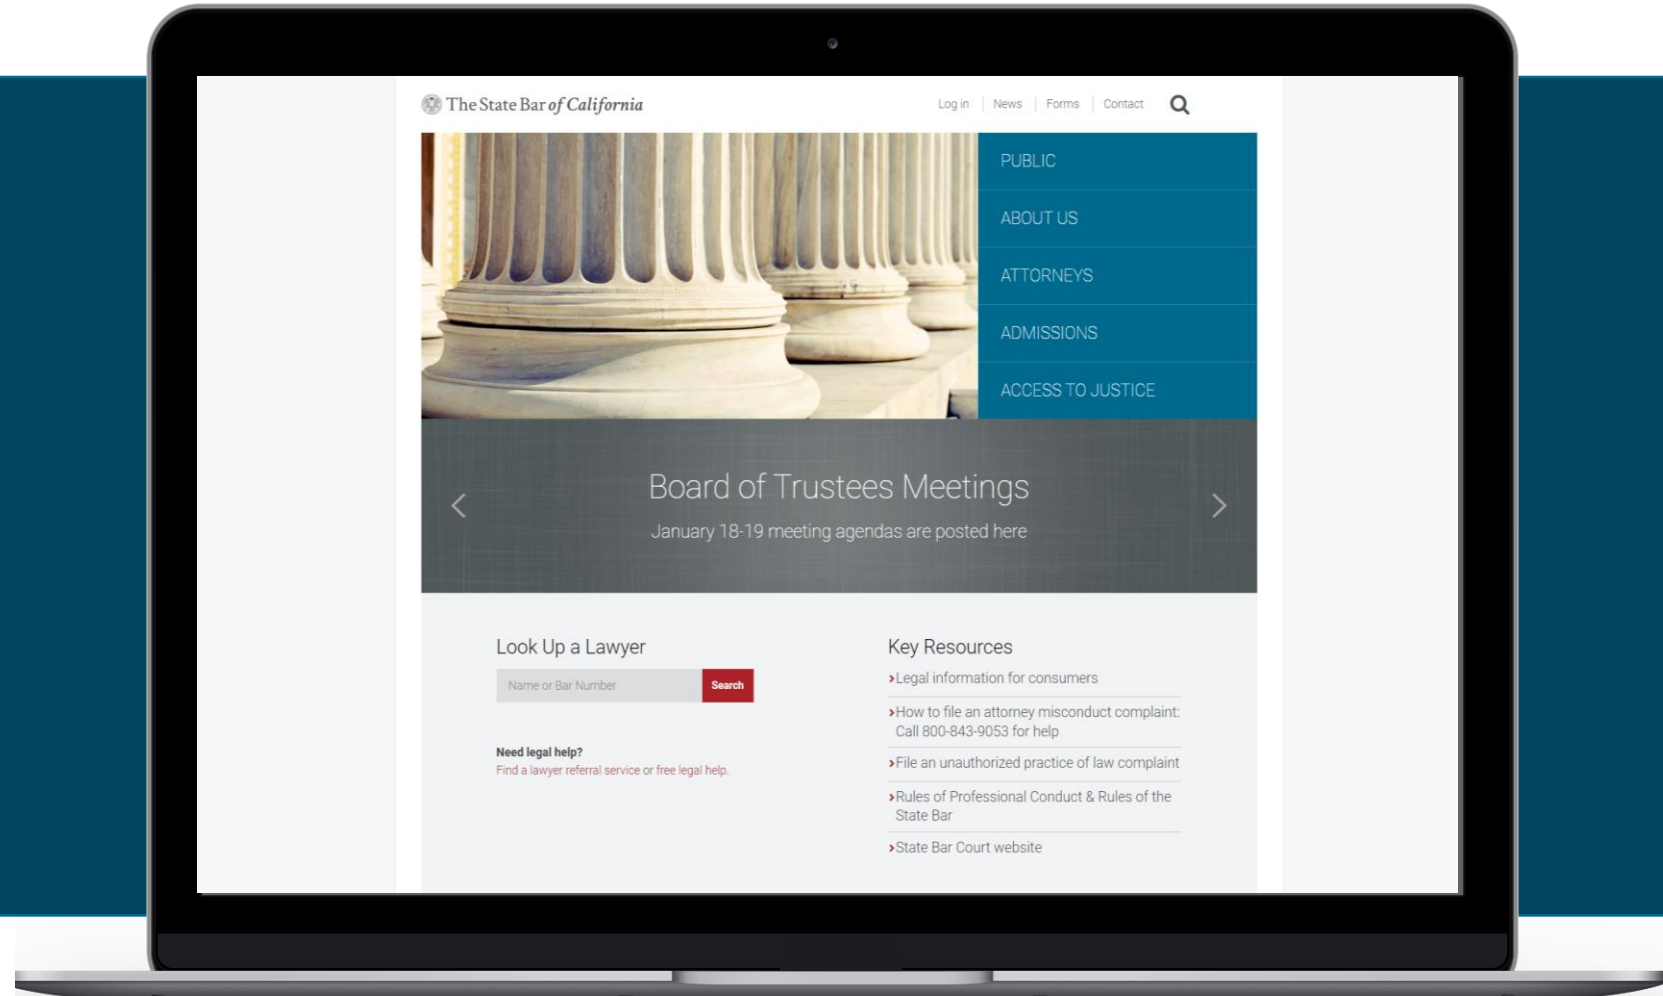 The State Bar of California
Log in
News
Forms
Contact
PUBLIC
ABOUT US
ATTORNEYS
ADMISSIONS
ACCESS TO JUSTICE
Board of Trustees Meetings
January 18-19 meeting agendas are posted here
Look Up a Lawyer
Name or Bar Number
Search
Need legal help?
Find a lawyer referral service or free legal help.
Key Resources
Legal information for consumers
How to file an attorney misconduct complaint:
Call 800-843-9053 for help
File an unauthorized practice of law complaint
Rules of Professional Conduct & Rules of the
State Bar
State Bar Court website